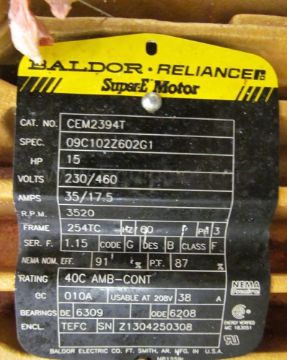 BALDOR · RELIANCE
Super-E Motor
CAT. NO. CEM2394T
SPEC. 09C102Z602G1
HP 15
VOLTS 230/460
AMPS 35/17.5
R.P.M. 3520
FRAME 254TC HZ 60 PH 3
SER. F. 1.15 CODE G DES B CLASS F
NEMA NOM. EFF. 91 % P.F. 87 %
RATING 40C AMB-CONT
CC 010A USABLE AT 208V 38 A
BEARINGS DE 6309 ODE 6208
ENCL. TEFC SN Z1304250308
NEMA
Premium
ENERGY VERIFIED
BALDOR ELECTRIC CO. FT. SMITH, AR. MFG. IN U.S.A.